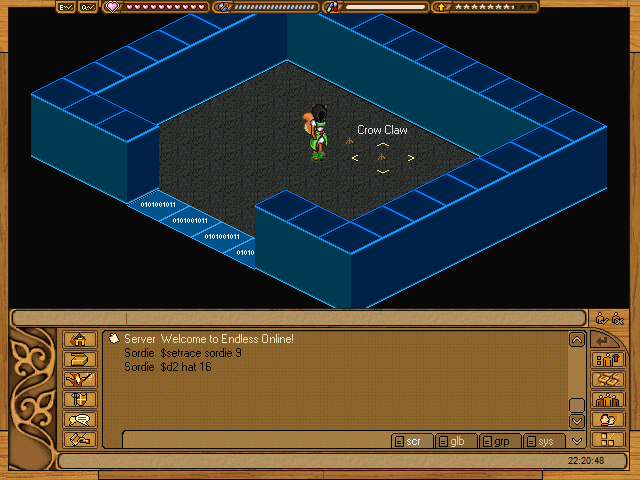 E
Q
Crow Claw
0101001011
0101001011
0101001011
01010
Server Welcome to Endless Online!
Sordie $setrace sordie 9
Sordie $d2 hat 16
scr
glb
grp
sys
22:20:48